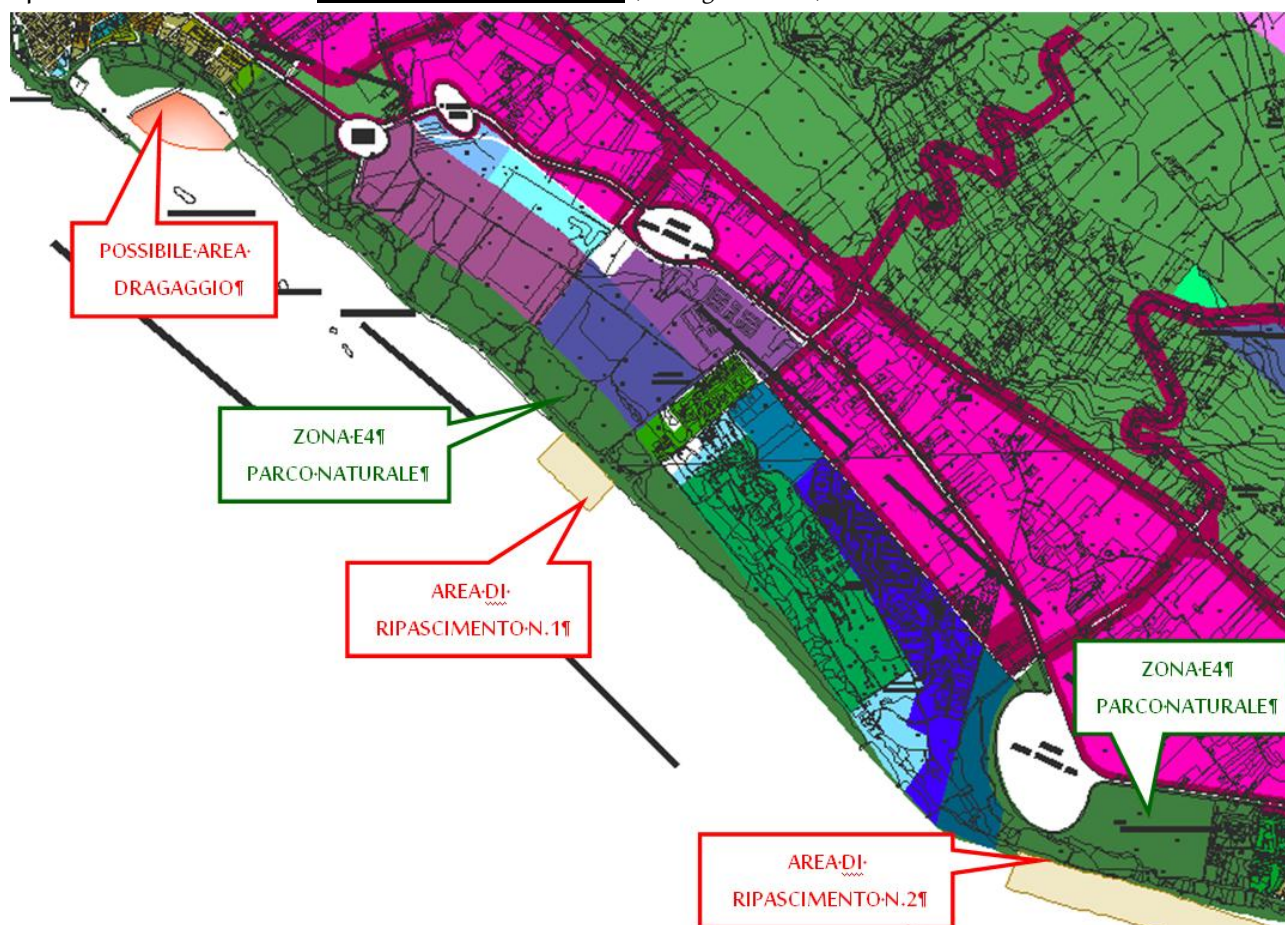 POSSIBILE·AREA·
DRAGAGGIO¶
ZONA·E4¶
PARCO·NATURALE¶
AREA·DI·
RIPASCIMENTO·N.1¶
ZONA·E4¶
PARCO·NATURALE¶
AREA·DI·
RIPASCIMENTO·N.2¶